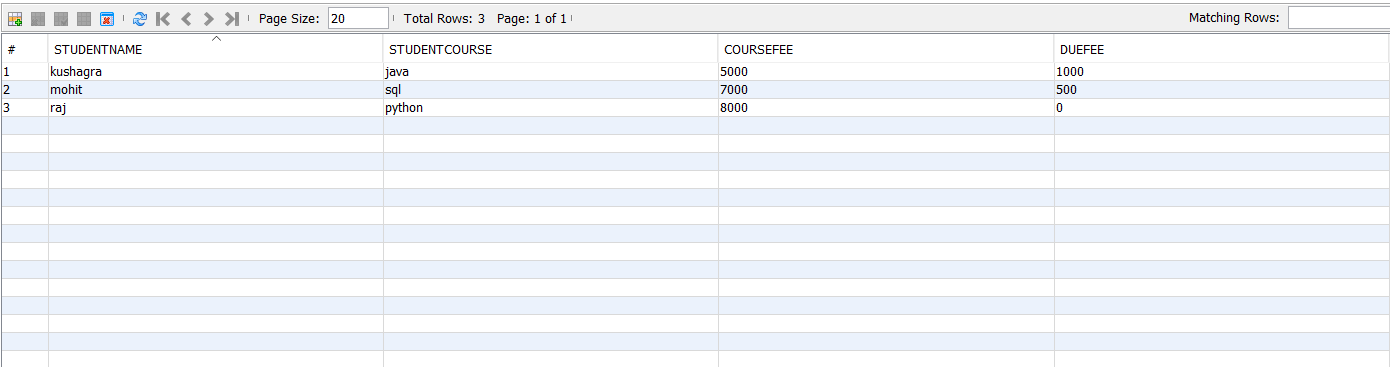 Page Size: 20 Total Rows: 3 Page: 1 of 1 Matching Rows:
# STUDENTNAME STUDENTCOURSE COURSEFEE DUEFEE
1 kushagra java 5000 1000
2 mohit sql 7000 500
3 raj python 8000 0